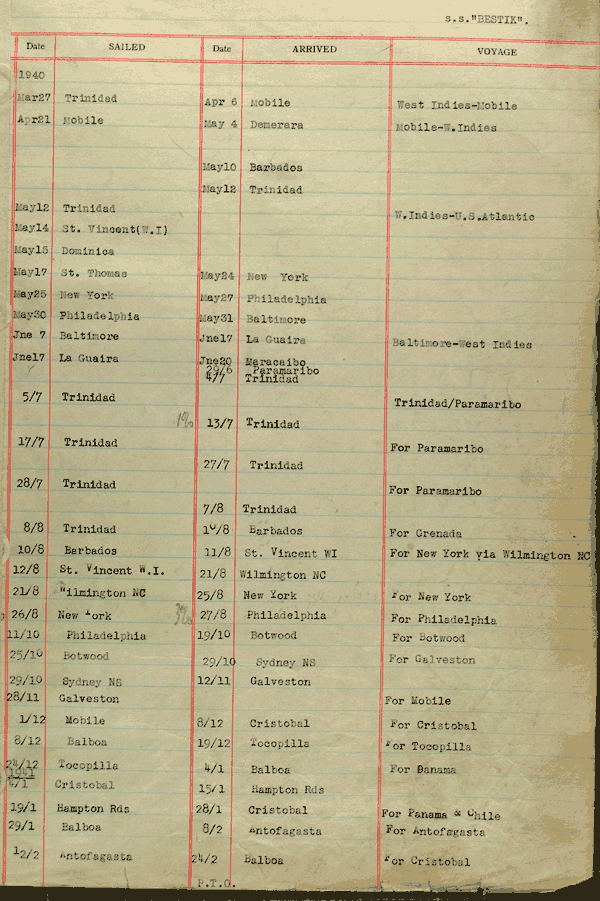 s.s."BESTIK".
Date SAILED Date ARRIVED VOYAGE
1940
Mar27 Trinidad Apr 6 Mobile West Indies-Mobile
Apr21 Mobile May 4 Demerara Mobile-W.Indies
May10 Barbados
May12 Trinidad
May12 Trinidad W.Indies-U.S.Atlantic
May14 St. Vincent(W.I)
May15 Dominica
May17 St. Thomas May24 New York
May25 New York May27 Philadelphia
May30 Philadelphia May31 Baltimore
Jne 7 Baltimore Jne17 La Guaira Baltimore-West Indies
Jne17 La Guaira Jne20 Maracaibo
29/6 Paramaribo
4/7 Trinidad
5/7 Trinidad Trinidad/Paramaribo
13/7 Trinidad
17/7 Trinidad For Paramaribo
27/7 Trinidad
28/7 Trinidad For Paramaribo
7/8 Trinidad
8/8 Trinidad 10/8 Barbados For Grenada
10/8 Barbados 11/8 St. Vincent WI For New York via Wilmington NC
12/8 St. Vincent W.I. 21/8 Wilmington NC
21/8 Wilmington NC 25/8 New York For New York
26/8 New York 27/8 Philadelphia For Philadelphia
11/10 Philadelphia 19/10 Botwood For Botwood
25/10 Botwood 29/10 Sydney NS For Galveston
29/10 Sydney NS 12/11 Galveston
28/11 Galveston For Mobile
1/12 Mobile 8/12 Cristobal For Cristobal
8/12 Balboa 19/12 Tocopilla For Tocopilla
24/12 Tocopilla 4/1 Balboa For Panama
1941
4/1 Cristobal 15/1 Hampton Rds
19/1 Hampton Rds 28/1 Cristobal For Panama & Chile
29/1 Balboa 8/2 Antofagasta For Antofagasta
12/2 Antofagasta 24/2 Balboa For Cristobal
P.T.O.